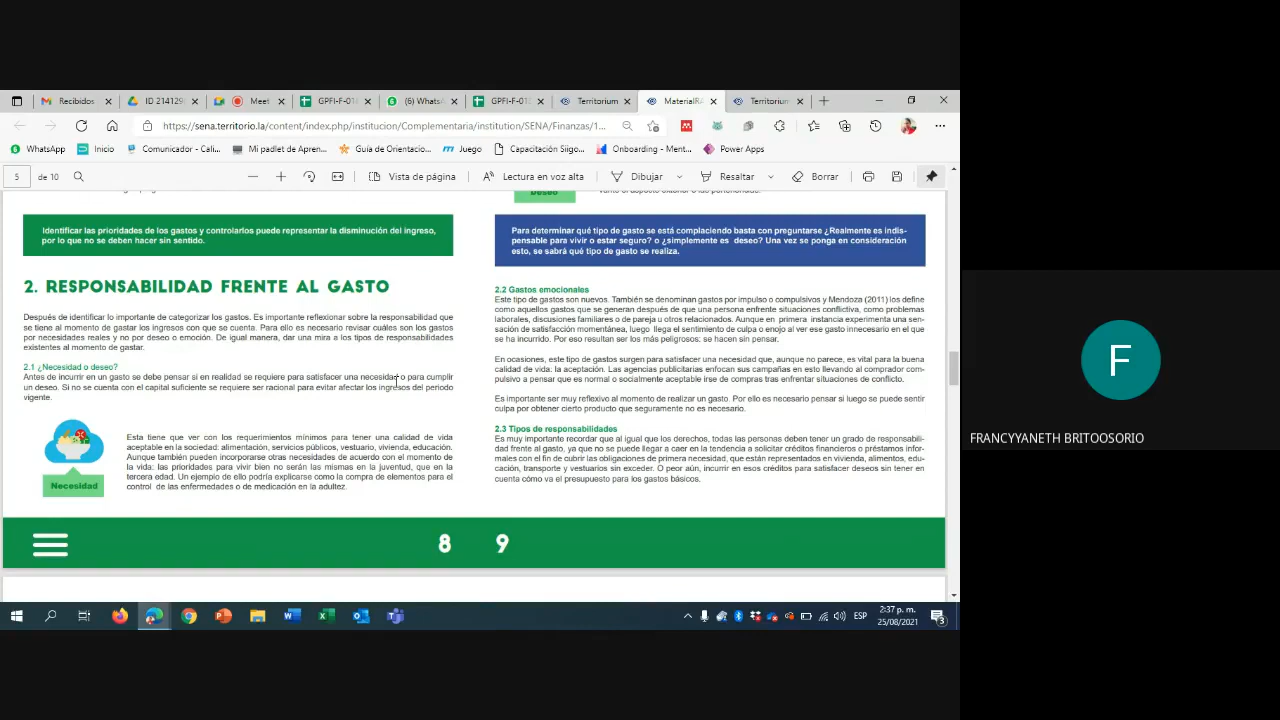 Recibidos
ID 214129
Meet
GPFI-F-01
(6) Whats
GPFI-F-01
Territorium
MaterialRA
Territorium
https://sena.territorio.la/content/index.php/institucion/Complementaria/institution/SENA/Finanzas/1...
WhatsApp
Inicio
Comunicador - Cali...
Mi padlet de Apren...
Guía de Orientacio...
Juego
Capacitación Siigo...
Onboarding - Ment...
Power Apps
5 de 10
Vista de página
Lectura en voz alta
Dibujar
Resaltar
Borrar
Deseo
Identificar las prioridades de los gastos y controlarlos puede representar la disminución del ingreso,
por lo que no se deben hacer sin sentido.
2. RESPONSABILIDAD FRENTE AL GASTO
Después de identificar lo importante de categorizar los gastos. Es importante reflexionar sobre la responsabilidad que
se tiene al momento de gastar los ingresos con que se cuenta. Para ello es necesario revisar cuáles son los gastos
por necesidades reales y no por deseo o emoción. De igual manera, dar una mira a los tipos de responsabilidades
existentes al momento de gastar.
2.1 ¿Necesidad o deseo?
Antes de incurrir en un gasto se debe pensar si en realidad se requiere para satisfacer una necesidad o para cumplir
un deseo. Si no se cuenta con el capital suficiente se requiere ser racional para evitar afectar los ingresos del periodo
vigente.
Esta tiene que ver con los requerimientos mínimos para tener una calidad de vida
aceptable en la sociedad: alimentación, servicios públicos, vestuario, vivienda, educación.
Aunque también pueden incorporarse otras necesidades de acuerdo con el momento de
la vida: las prioridades para vivir bien no serán las mismas en la juventud, que en la
tercera edad. Un ejemplo de ello podría explicarse como la compra de elementos para el
control de las enfermedades o de medicación en la adultez.
Necesidad
Para determinar qué tipo de gasto se está complaciendo basta con preguntarse ¿Realmente es indis-
pensable para vivir o estar seguro? o ¿simplemente es deseo? Una vez se ponga en consideración
esto, se sabrá qué tipo de gasto se realiza.
2.2 Gastos emocionales
Este tipo de gastos son nuevos. También se denominan gastos por impulso o compulsivos y Mendoza (2011) los define
como aquellos gastos que se generan después de que una persona enfrente situaciones conflictiva, como problemas
laborales, discusiones familiares o de pareja u otros relacionados. Aunque en primera instancia experimenta una sen-
sación de satisfacción momentánea, luego llega el sentimiento de culpa o enojo al ver ese gasto innecesario en el que
se ha incurrido. Por eso resultan ser los más peligrosos: se hacen sin pensar.
En ocasiones, este tipo de gastos surgen para satisfacer una necesidad que, aunque no parece, es vital para la buena
calidad de vida: la aceptación. Las agencias publicitarias enfocan sus campañas en esto llevando al comprador com-
pulsivo a pensar que es normal o socialmente aceptable irse de compras tras enfrentar situaciones de conflicto.
Es importante ser muy reflexivo al momento de realizar un gasto. Por ello es necesario pensar si luego se puede sentir
culpa por obtener cierto producto que seguramente no es necesario.
2.3 Tipos de responsabilidades
Es muy importante recordar que al igual que los derechos, todas las personas deben tener un grado de responsabili-
dad frente al gasto, ya que no se puede llegar a caer en la tendencia a solicitar créditos financieros o préstamos infor-
males con el fin de cubrir las obligaciones de primera necesidad, que están representados en vivienda, alimentos, edu-
cación, transporte y vestuarios sin exceder. O peor aún, incurrir en esos créditos para satisfacer deseos sin tener en
cuenta cómo va el presupuesto para los gastos básicos.
8 9
F
FRANCYYANETH BRITOOSORIO
ESP
2:37 p. m.
25/08/2021
3